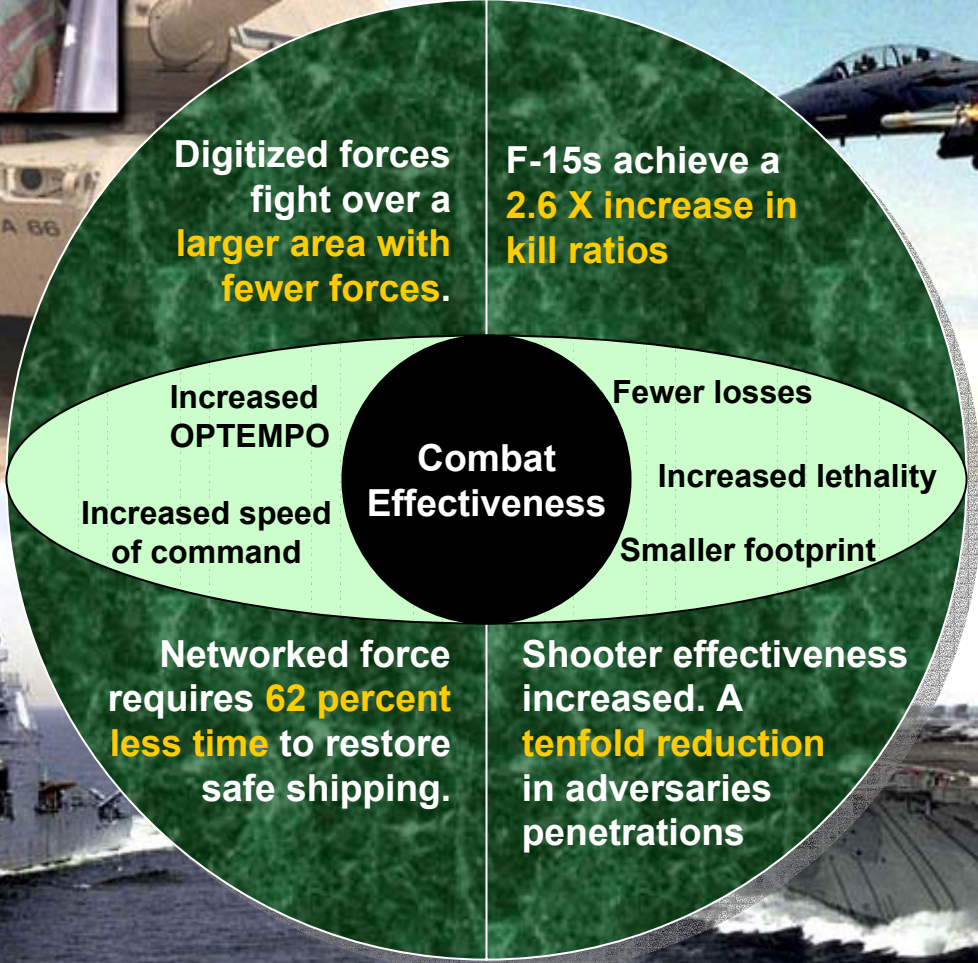 Digitized forces
fight over a
larger area with
fewer forces.
F-15s achieve a
2.6 X increase in
kill ratios
A 66
Increased
OPTEMPO
Increased speed
of command
Combat
Effectiveness
Fewer losses
Increased lethality
Smaller footprint
Networked force
requires 62 percent
less time to restore
safe shipping.
Shooter effectiveness
increased. A
tenfold reduction
in adversaries
penetrations